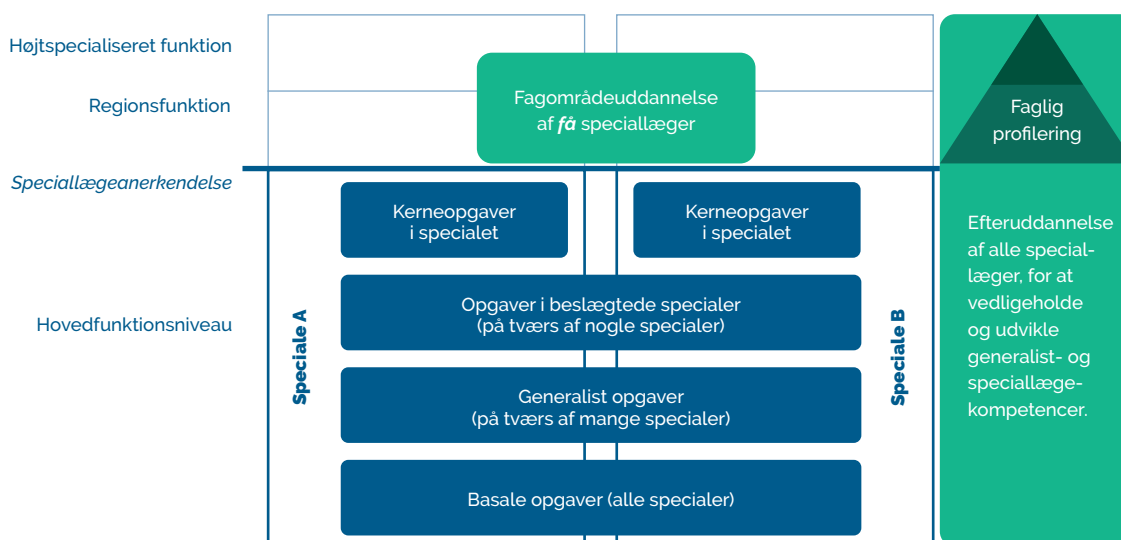 Højtspecialiseret funktion
Regionsfunktion
Speciallægeanerkendelse
Hovedfunktionsniveau
Fagområdeuddannelse
af få speciallæger
Speciale A
Kerneopgaver
i specialet
Kerneopgaver
i specialet
Opgaver i beslægtede specialer
(på tværs af nogle specialer)
Generalist opgaver
(på tværs af mange specialer)
Basale opgaver (alle specialer)
Speciale B
Faglig
profilering
Efteruddannelse
af alle special-
læger, for at
vedligeholde
og udvikle
generalist- og
speciallæge-
kompetencer.